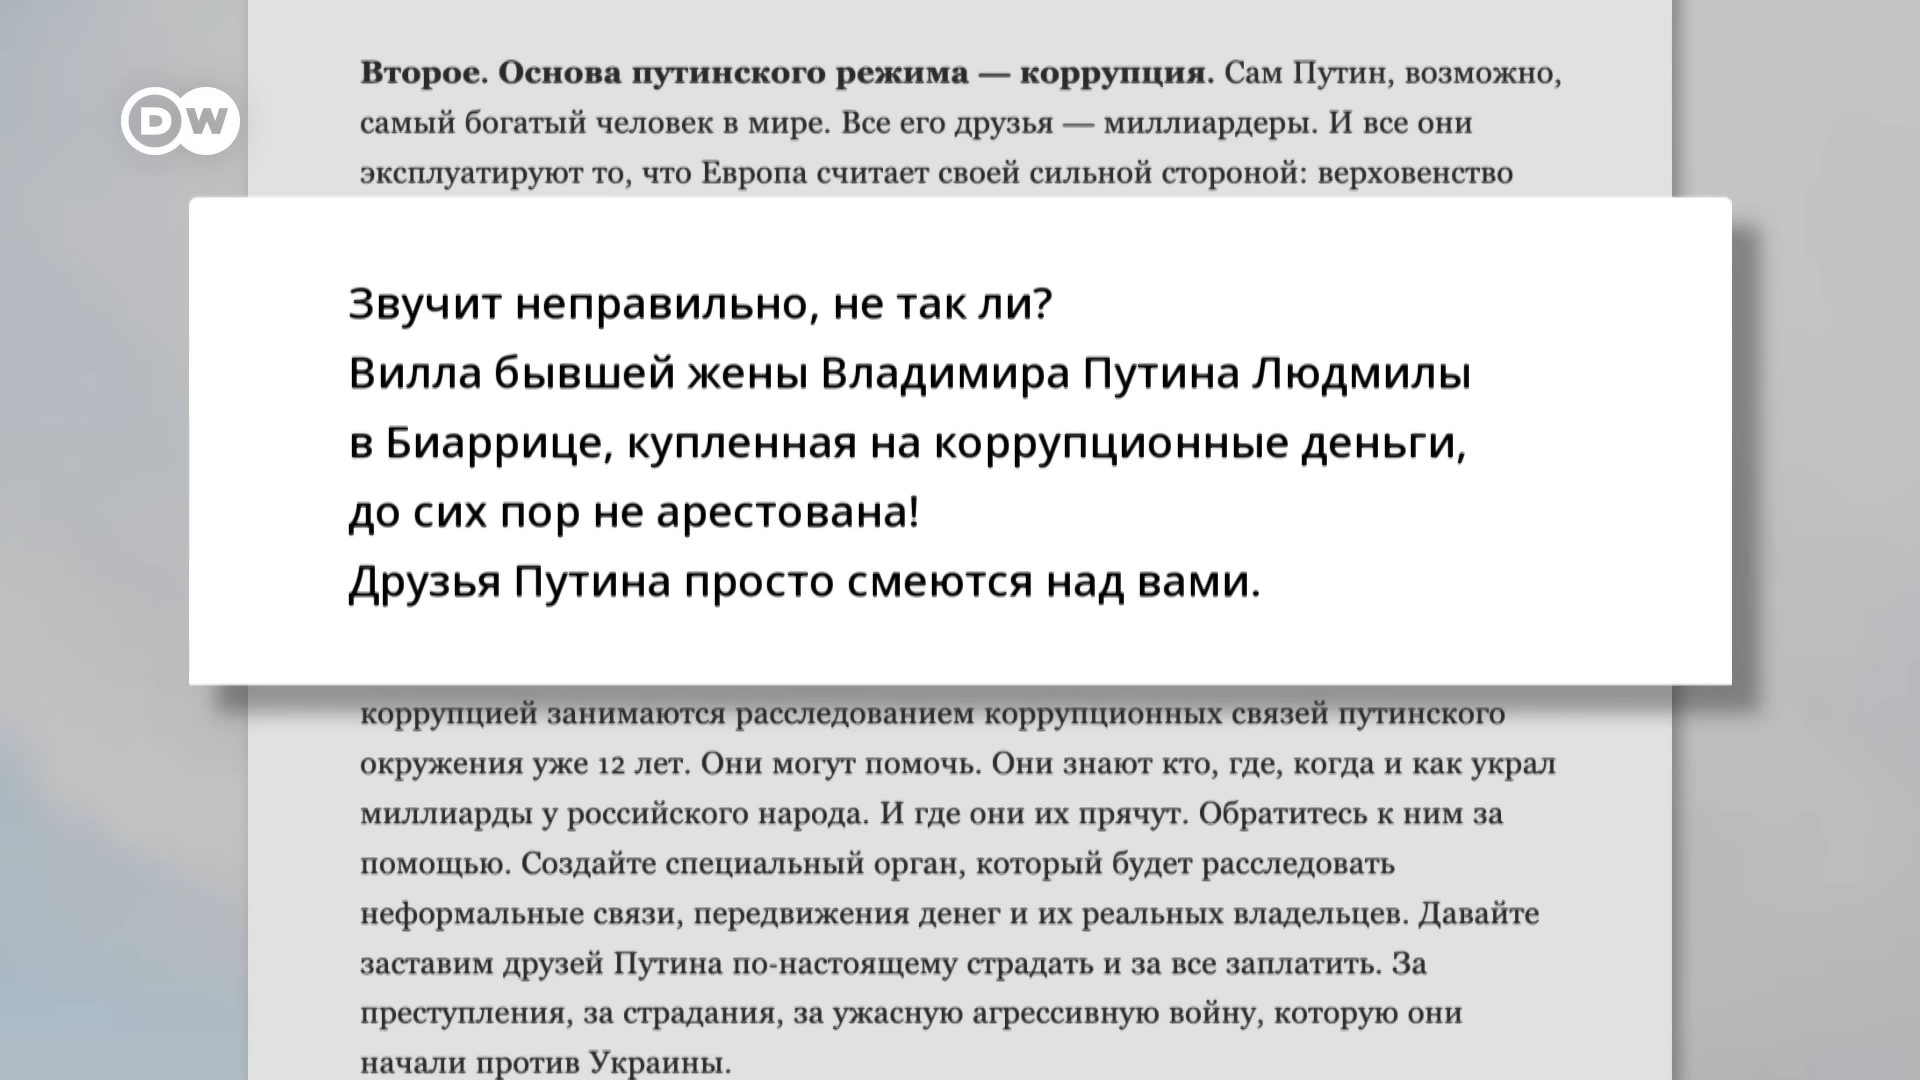 Второе. Основа путинского режима — коррупция. Сам Путин, возможно,
DW
самый богатый человек в мире. Все его друзья — миллиардеры. И все они
эксплуатируют то, что Европа считает своей сильной стороной: верховенство
Звучит неправильно, не так ли?
Вилла бывшей жены Владимира Путина Людмилы
в Биаррице, купленная на коррупционные деньги,
до сих пор не арестована!
Друзья Путина просто смеются над вами.
коррупцией занимаются расследованием коррупционных связей путинского
окружения уже 12 лет. Они могут помочь. Они знают кто, где, когда и как украл
миллиарды у российского народа. И где они их прячут. Обратитесь к ним за
помощью. Создайте специальный орган, который будет расследовать
неформальные связи, передвижения денег и их реальных владельцев. Давайте
заставим друзей Путина по-настоящему страдать и за все заплатить. За
преступления, за страдания, за ужасную агрессивную войну, которую они
начали против Украины.